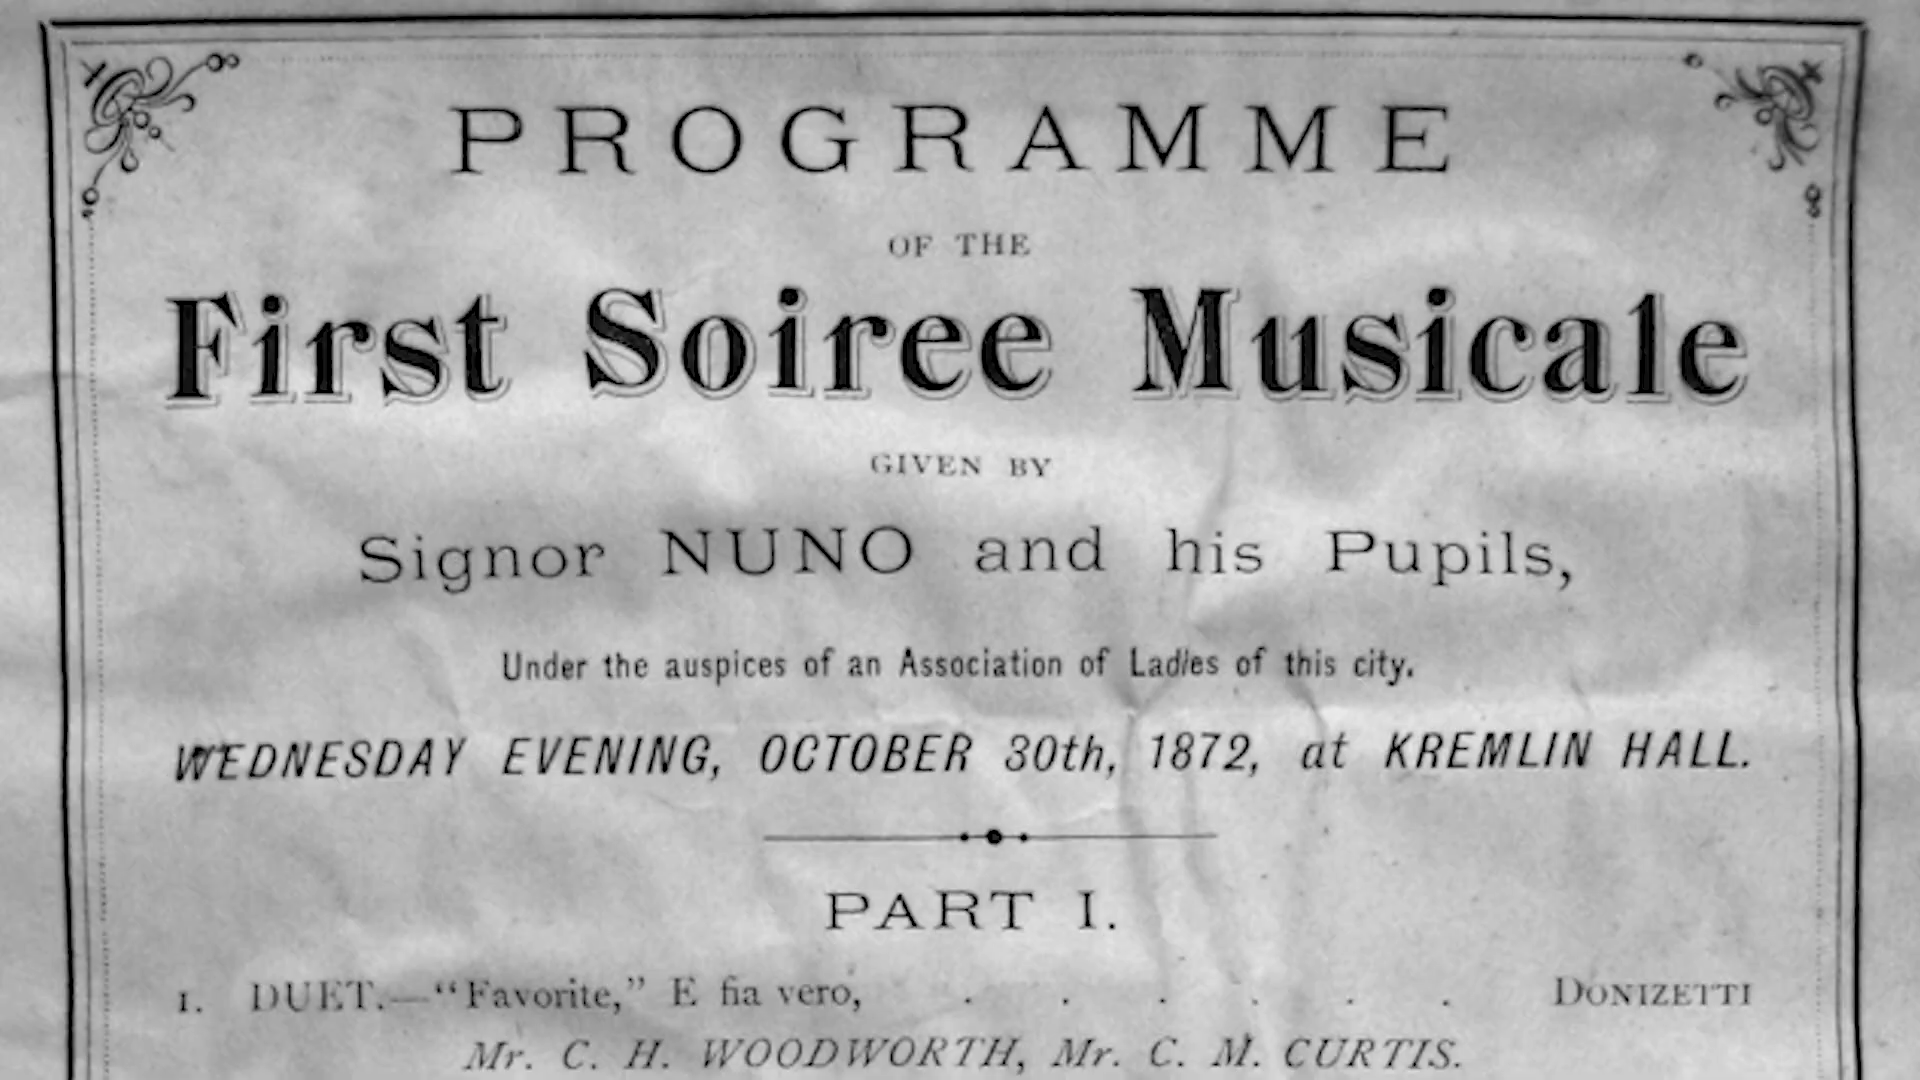 PROGRAMME
OF THE
First Soiree Musicale
GIVEN BY
Signor NUNO and his Pupils,
Under the auspices of an Association of Ladies of this city.
WEDNESDAY EVENING, OCTOBER 30th, 1872, at KREMLIN HALL.
PART I.
1. DUET.—"Favorite," E fia vero, . . . . . . DONIZETTI
Mr. C. H. WOODWORTH, Mr. C. M. CURTIS.